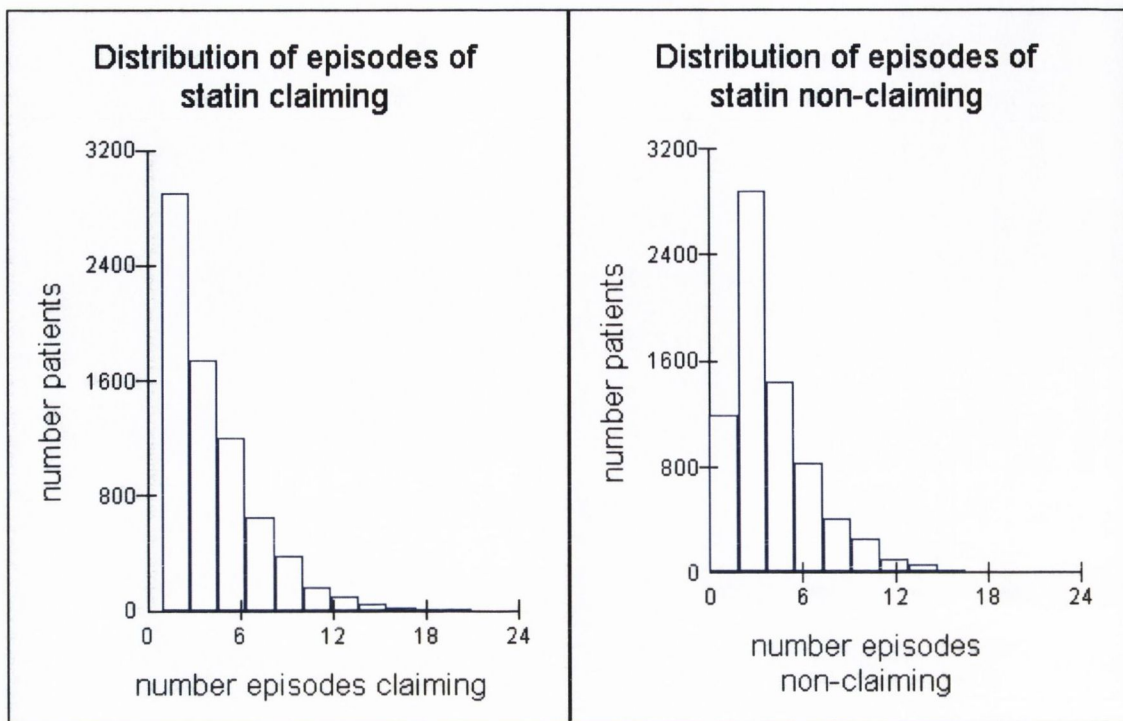 Distribution of episodes of
statin claiming
3200
2400
1600
800
0
0 6 12 18 24
number patients
number episodes claiming
Distribution of episodes of
statin non-claiming
3200
2400
1600
800
0
0 6 12 18 24
number patients
number episodes
non-claiming